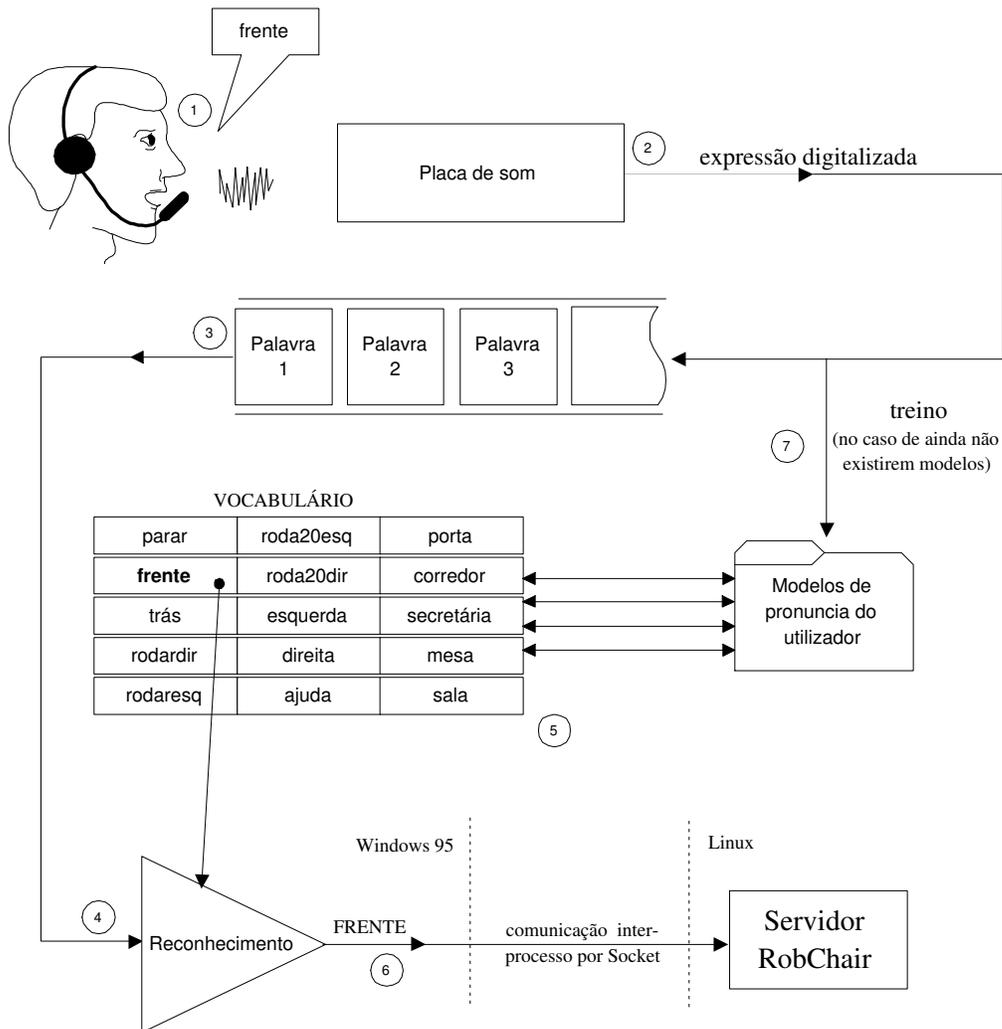 frente
1
Placa de som
2
expressão digitalizada
3
Palavra
1
Palavra
2
Palavra
3
treino
(no caso de ainda não
existirem modelos)
7
VOCABULÁRIO
parar roda20esq porta
frente roda20dir corredor
trás esquerda secretária
rodardir direita mesa
rodaresq ajuda sala
Modelos de
pronuncia do
utilizador
5
Windows 95
Linux
4
Reconhecimento
FRENTE
6
comunicação inter-
processo por Socket
Servidor
RobChair